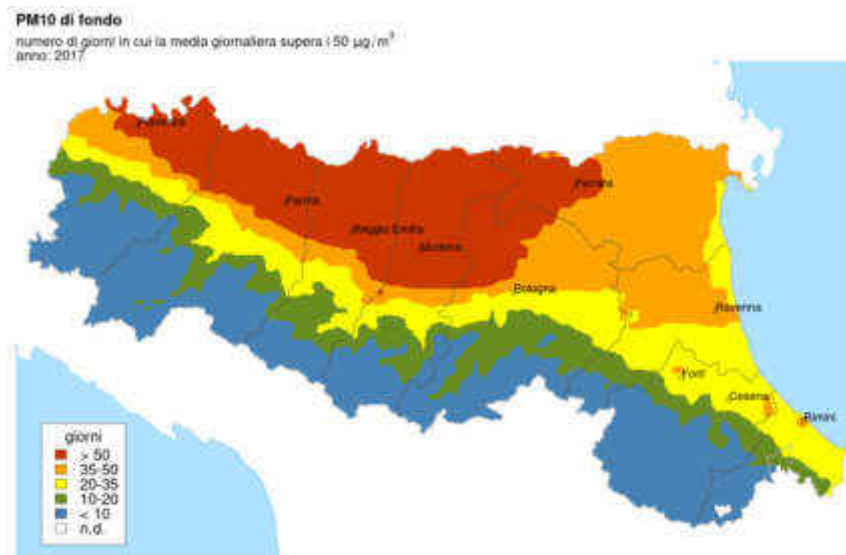 PM10 di fondo
numero di giorni in cui la media giornaliera supera i 50 µg/m³
anno: 2017
Ferrara
Parma
Reggio Emilia
Modena
Bologna
Ravenna
Forlì
Cesena
Rimini
giorni
> 50
35-50
20-35
10-20
< 10
n.d.